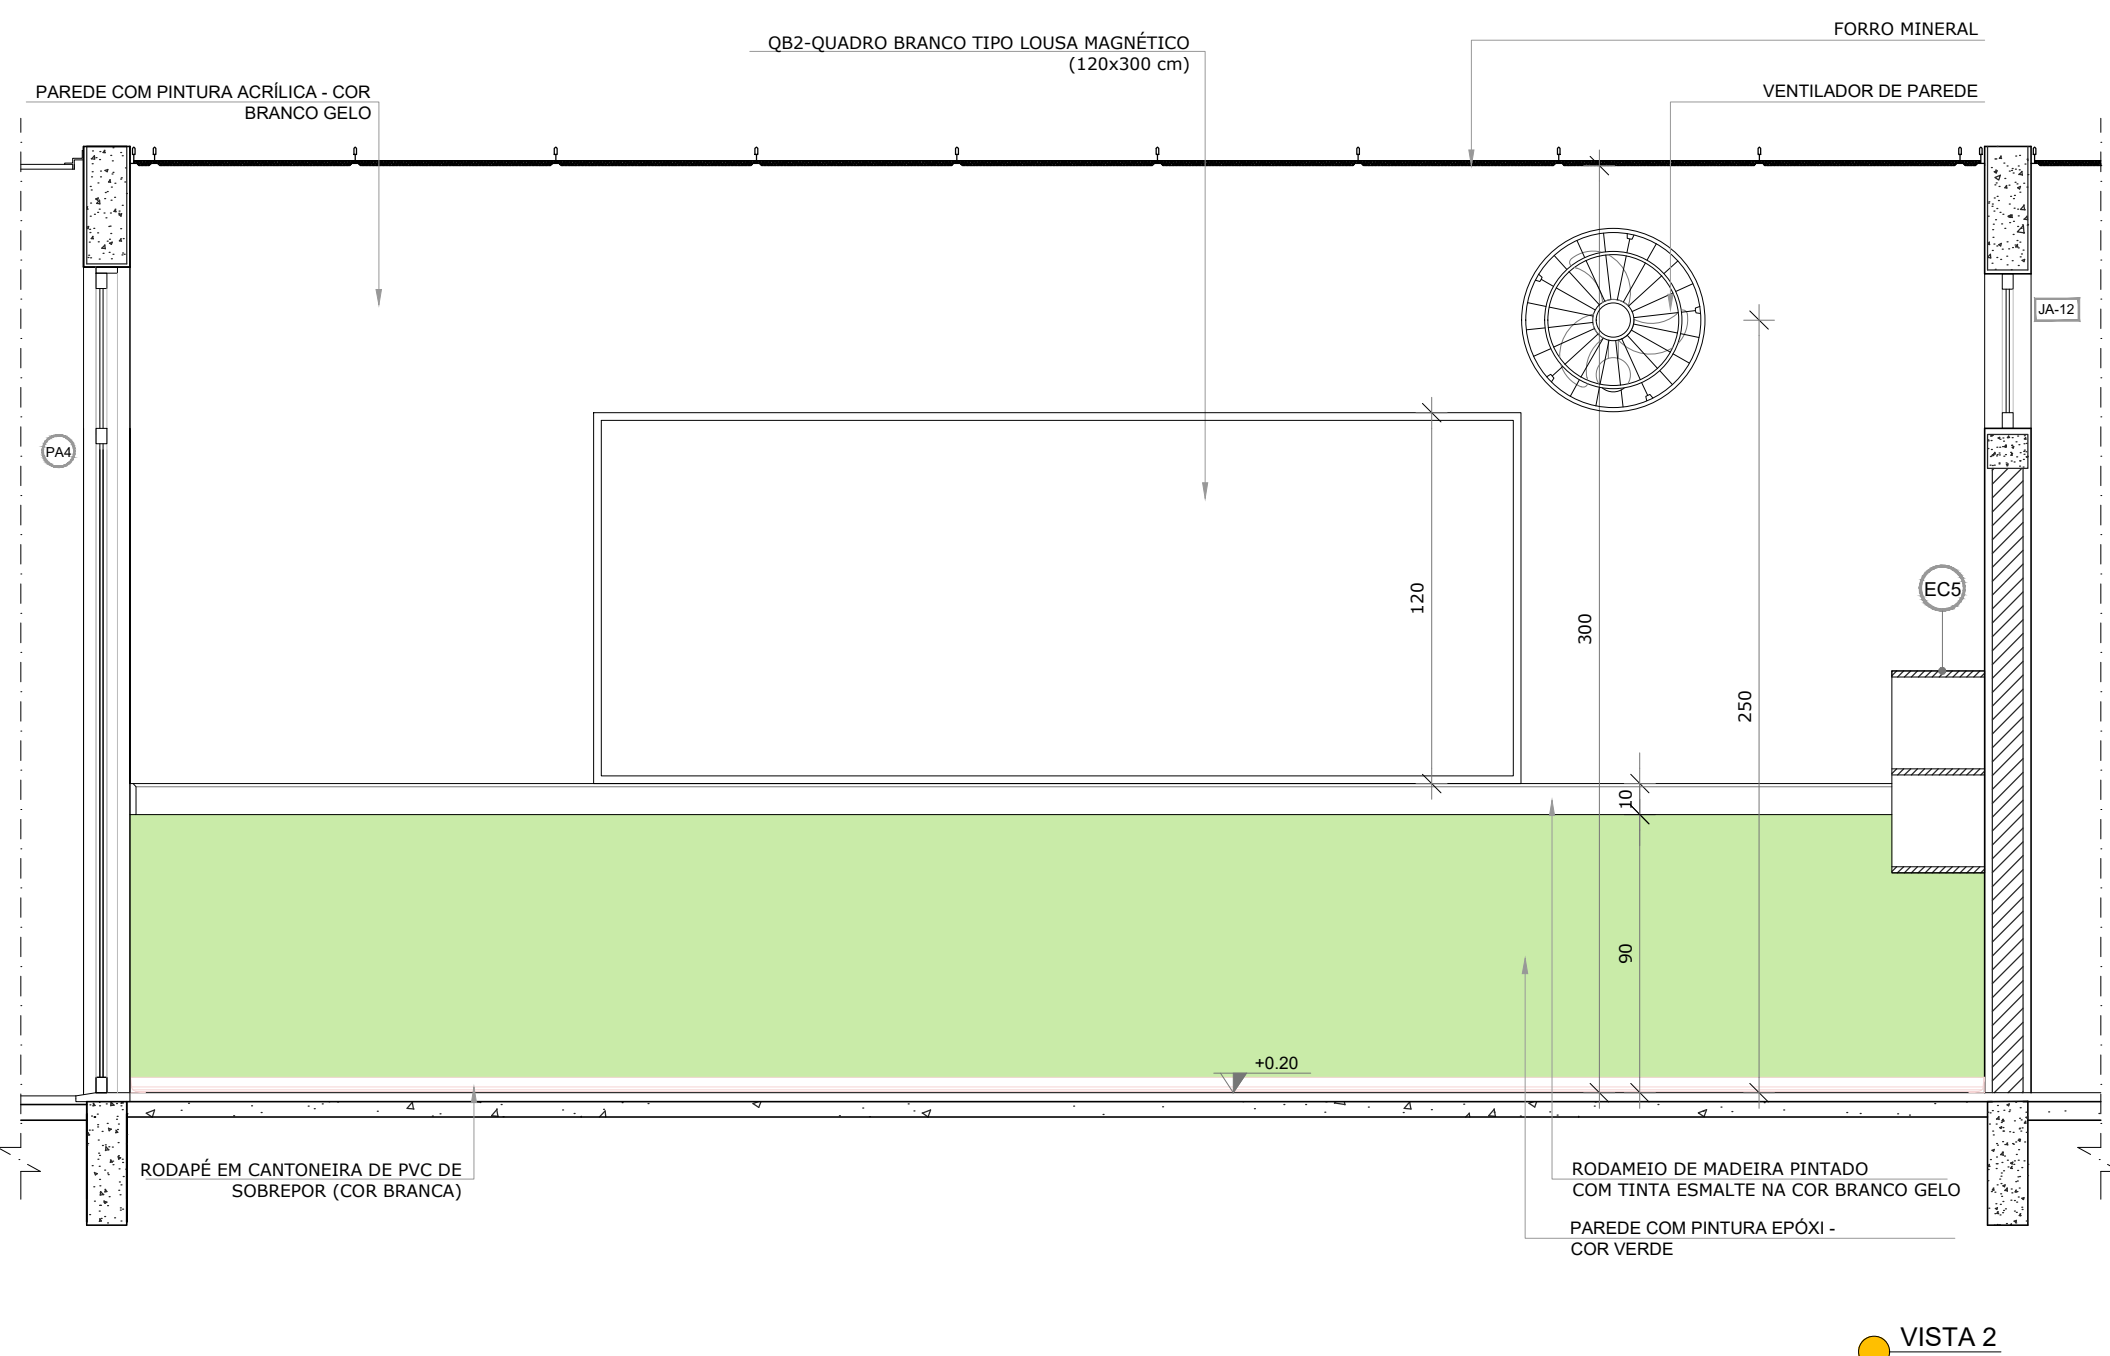 FORRO MINERAL
QB2-QUADRO BRANCO TIPO LOUSA MAGNÉTICO
(120x300 cm)
PAREDE COM PINTURA ACRÍLICA - COR
BRANCO GELO
VENTILADOR DE PAREDE
JA-12
PA4
EC5
120
300
250
10
90
+0.20
RODAPÉ EM CANTONEIRA DE PVC DE
SOBREPOR (COR BRANCA)
RODAMEIO DE MADEIRA PINTADO
COM TINTA ESMALTE NA COR BRANCO GELO
PAREDE COM PINTURA EPÓXI -
COR VERDE
VISTA 2